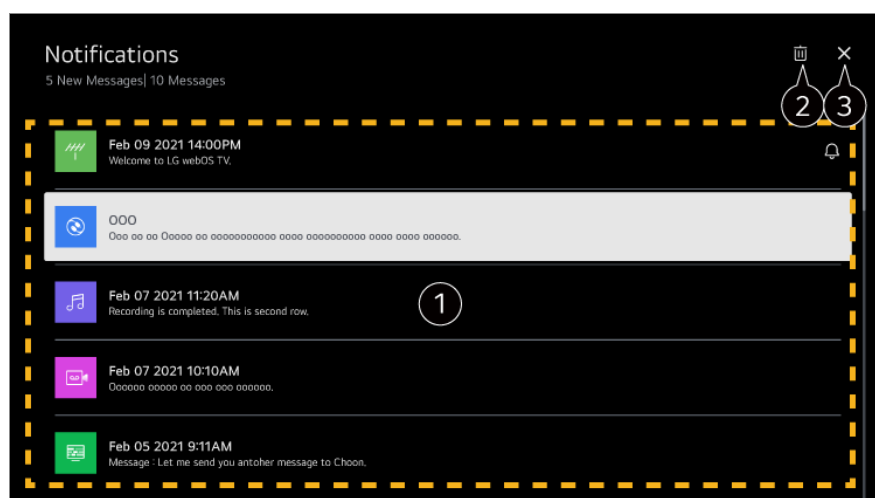 Notifications
5 New Messages| 10 Messages
2
3
Feb 09 2021 14:00PM
Welcome to LG webOS TV.
OOO
Ooo oo oo Ooooo oo ooooooooooo oooo oooooooooo oooo oooo oooooo.
Feb 07 2021 11:20AM
Recording is completed. This is second row.
1
Feb 07 2021 10:10AM
Oooooo ooooo oo ooo ooo oooooo.
Feb 05 2021 9:11AM
Message : Let me send you antoher message to Choon.